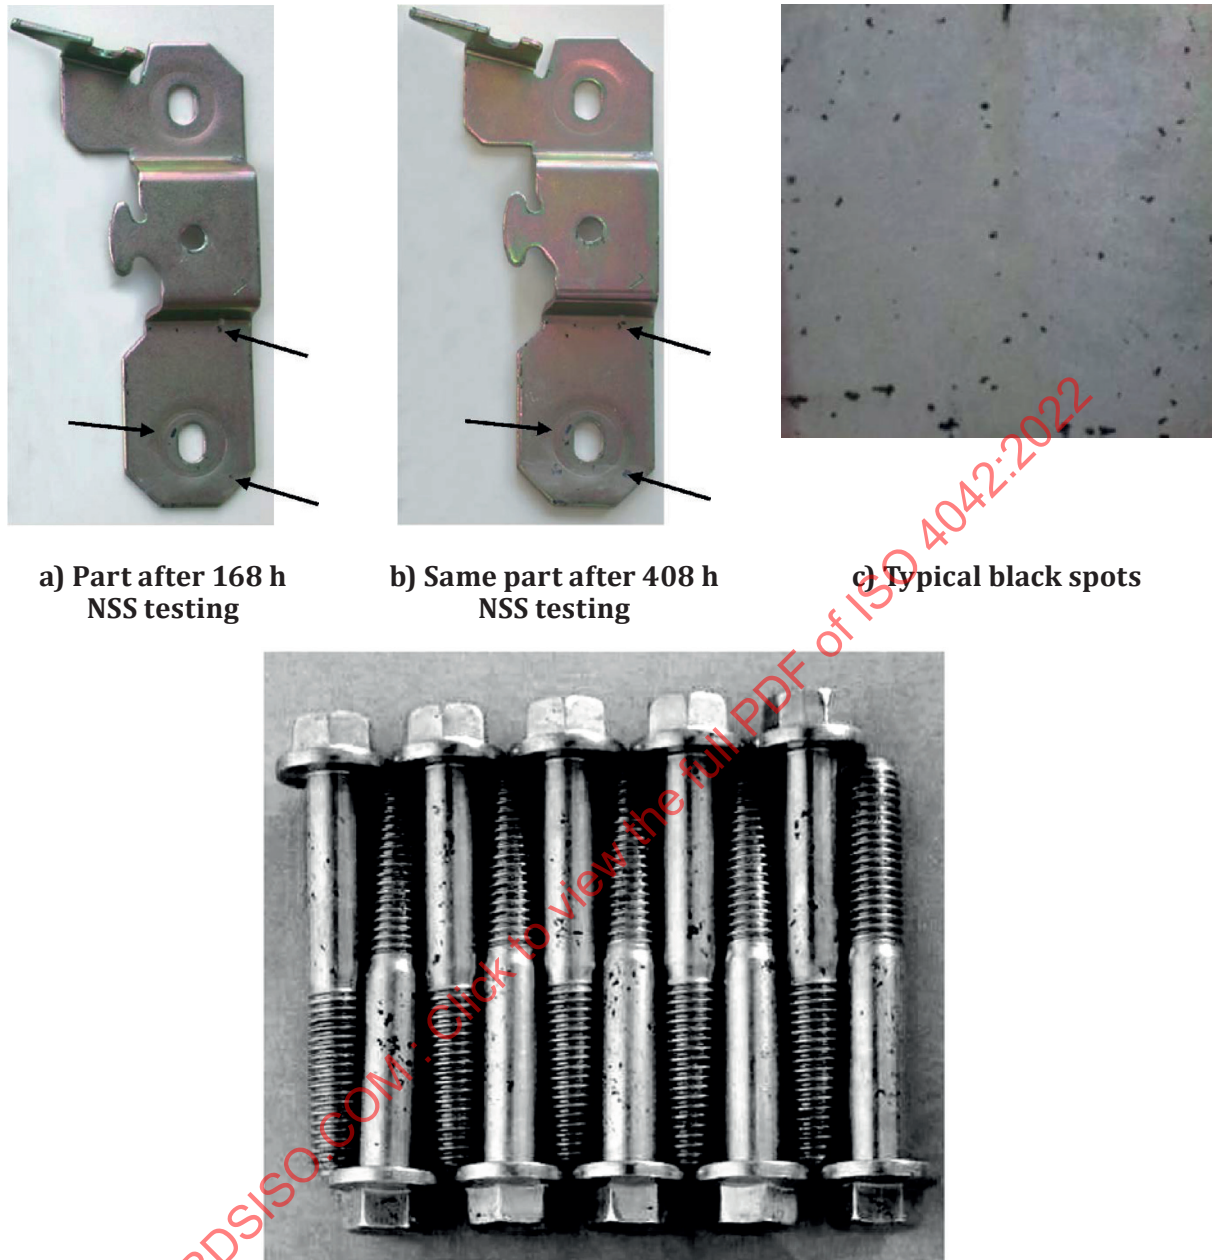 a) Part after 168 h
NSS testing
b) Same part after 408 h
NSS testing
c) Typical black spots
RDSISO.COM : Click to view the full PDF of ISO 4042:2022